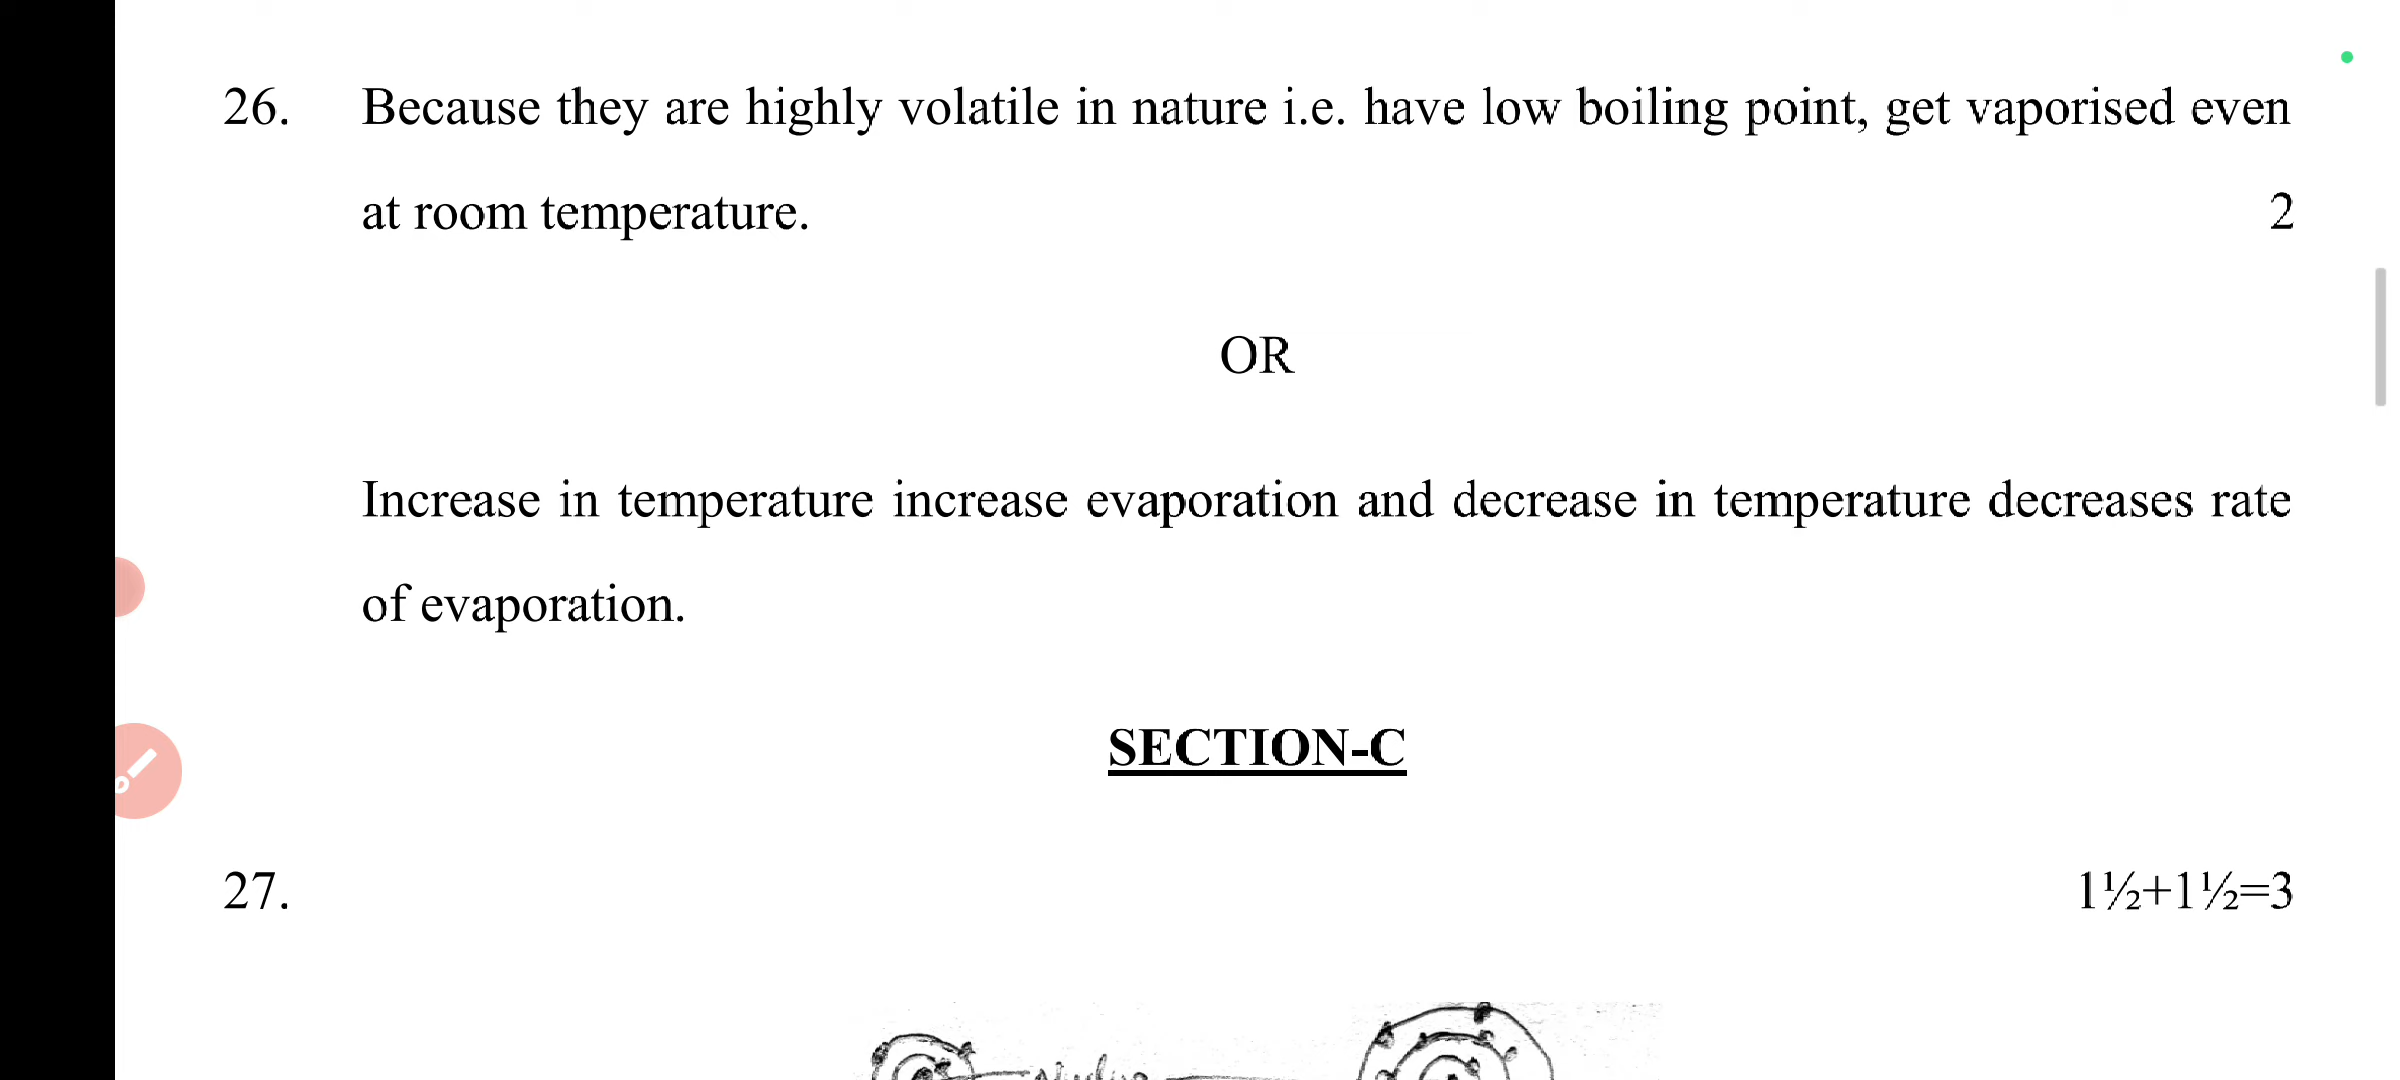 26. Because they are highly volatile in nature i.e. have low boiling point, get vaporised even
at room temperature. 2
OR
Increase in temperature increase evaporation and decrease in temperature decreases rate
of evaporation.
SECTION-C
27. 1½+1½=3